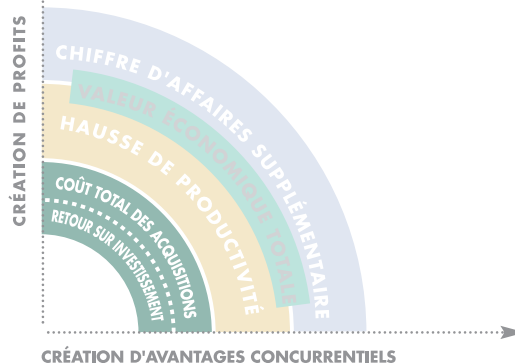 CRÉATION DE PROFITS
CHIFFRE D'AFFAIRES SUPPLÉMENTAIRE
VALEUR ÉCONOMIQUE TOTALE
HAUSSE DE PRODUCTIVITÉ
COÛT TOTAL DES ACQUISITIONS
RETOUR SUR INVESTISSEMENT
CRÉATION D'AVANTAGES CONCURRENTIELS